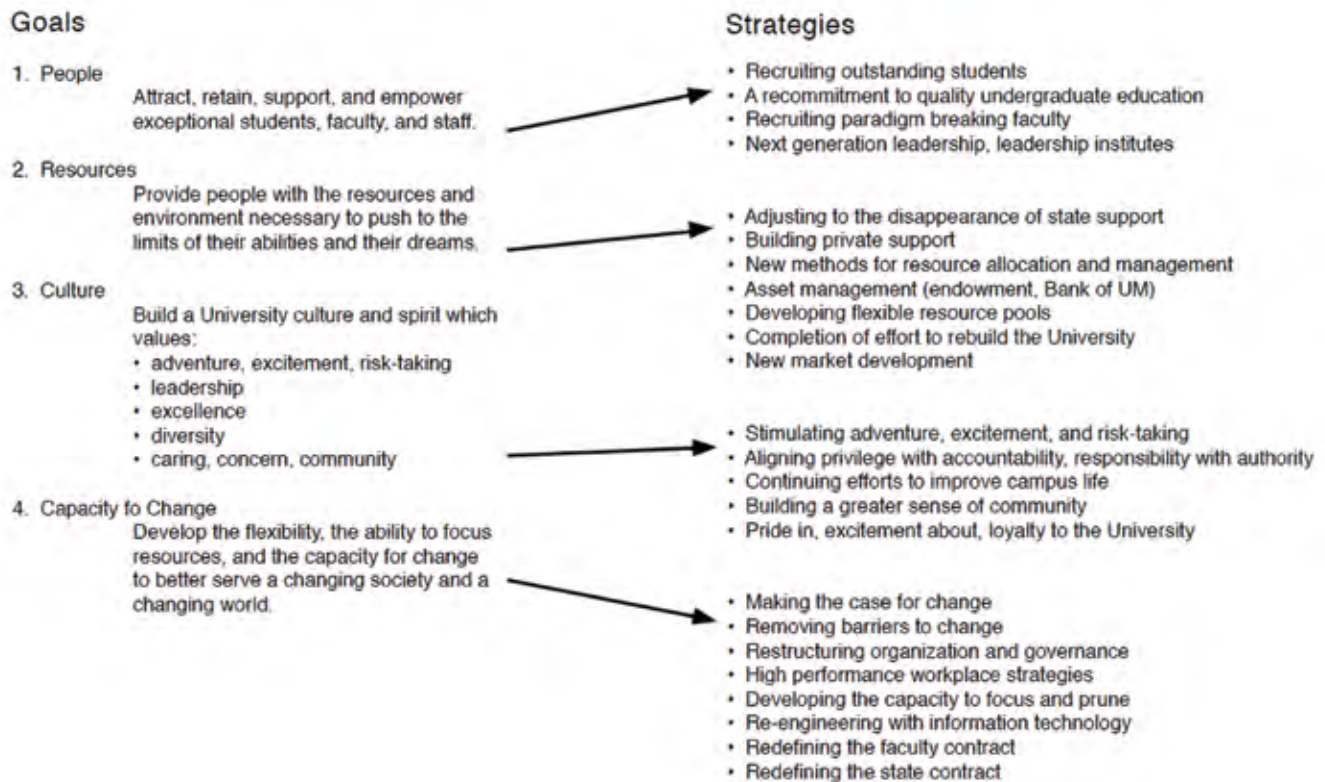 Goals
1. People
Attract, retain, support, and empower
exceptional students, faculty, and staff.
2. Resources
Provide people with the resources and
environment necessary to push to the
limits of their abilities and their dreams.
3. Culture
Build a University culture and spirit which
values:
• adventure, excitement, risk-taking
• leadership
• excellence
• diversity
• caring, concern, community
4. Capacity fo Change
Develop the flexibility, the ability to focus
resources, and the capacity for change
to better serve a changing society and a
changing world.
Strategies
• Recruiting outstanding students
• A recommitment to quality undergraduate education
• Recruiting paradigm breaking faculty
• Next generation leadership, leadership institutes
• Adjusting to the disappearance of state support
• Building private support
• New methods for resource allocation and management
• Asset management (endowment, Bank of UM)
• Developing flexible resource pools
• Completion of effort to rebuild the University
• New market development
• Stimulating adventure, excitement, and risk-taking
• Aligning privilege with accountability, responsibility with authority
• Continuing efforts to improve campus life
• Building a greater sense of community
• Pride in, excitement about, loyalty to the University
• Making the case for change
• Removing barriers to change
• Restructuring organization and governance
• High performance workplace strategies
• Developing the capacity to focus and prune
• Re-engineering with information technology
• Redefining the faculty contract
• Redefining the state contract